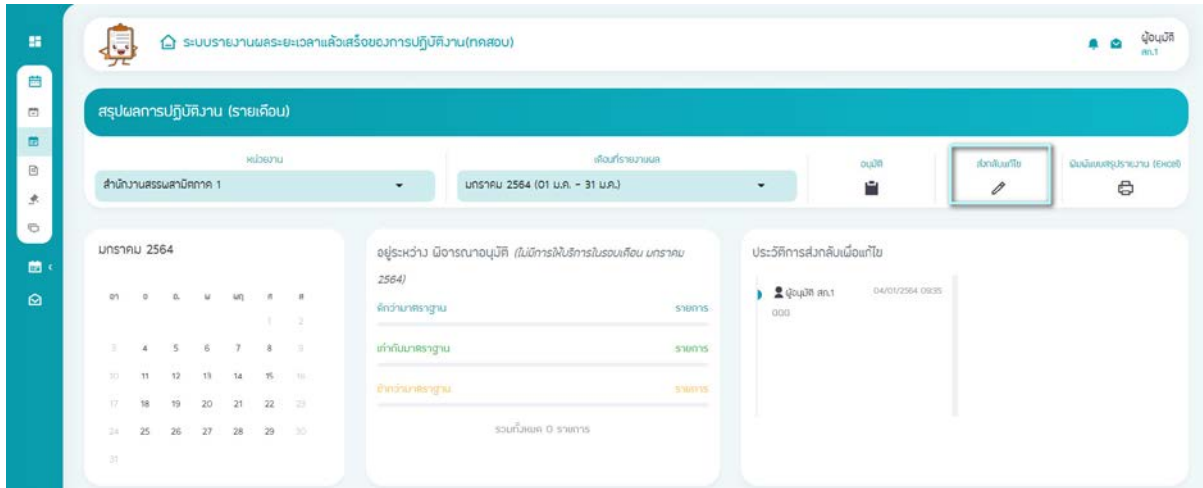 ระบบรายงานผลระยะเวลาแล้วเสร็จของการปฏิบัติงาน(ทดสอบ)
ผู้อนุมัติ
สก.1
สรุปผลการปฏิบัติงาน (รายเดือน)
หน่วยงาน
เดือนที่รายงานผล
อนุมัติ
ส่งกลับแก้ไข
พิมพ์แบบสรุปรายงาน (Excel)
สำนักงานสรรพสามิตภาค 1
มกราคม 2564 (01 ม.ค. - 31 ม.ค.)
มกราคม 2564
อา จ อ. พ พฤ ศ ส
1 2
3 4 5 6 7 8 9
10 11 12 13 14 15 16
17 18 19 20 21 22 23
24 25 26 27 28 29 30
31
อยู่ระหว่าง พิจารณาอนุมัติ (ไม่มีการให้บริการในรอบเดือน มกราคม
2564)
ดีกว่ามาตราฐาน รายการ
เท่ากับมาตราฐาน รายการ
ช้ากว่ามาตราฐาน รายการ
รวมทั้งหมด 0 รายการ
ประวัติการส่งกลับเพื่อแก้ไข
ผู้อนุมัติ สก.1 04/01/2564 09:35